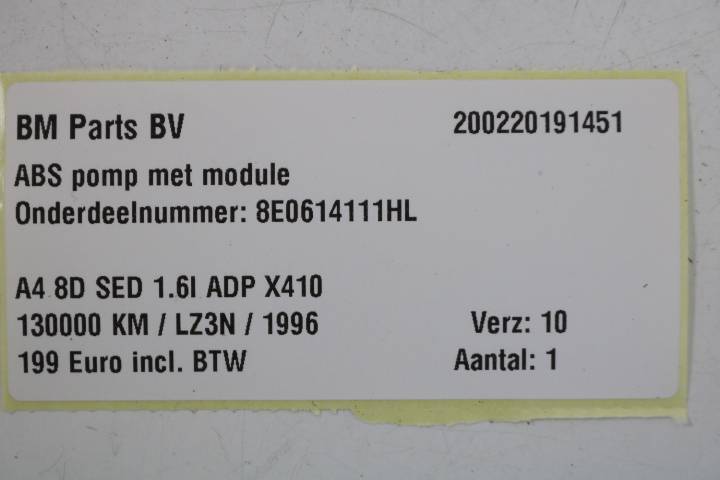 BM Parts BV 200220191451
ABS pomp met module
Onderdeelnummer: 8E0614111HL
A4 8D SED 1.6I ADP X410
130000 KM / LZ3N / 1996 Verz: 10
199 Euro incl. BTW Aantal: 1